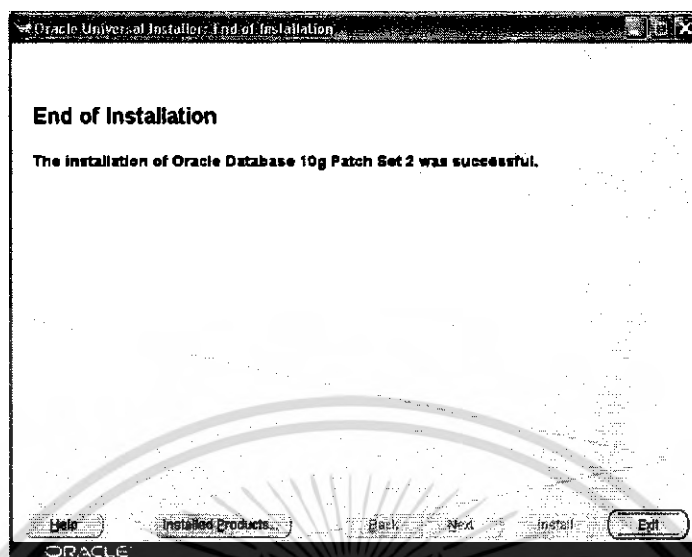 Oracle Universal Installer: End of Installation
End of Installation
The installation of Oracle Database 10g Patch Set 2 was successful.
Help
Installed Products...
Back
Next
Install
Exit
ORACLE